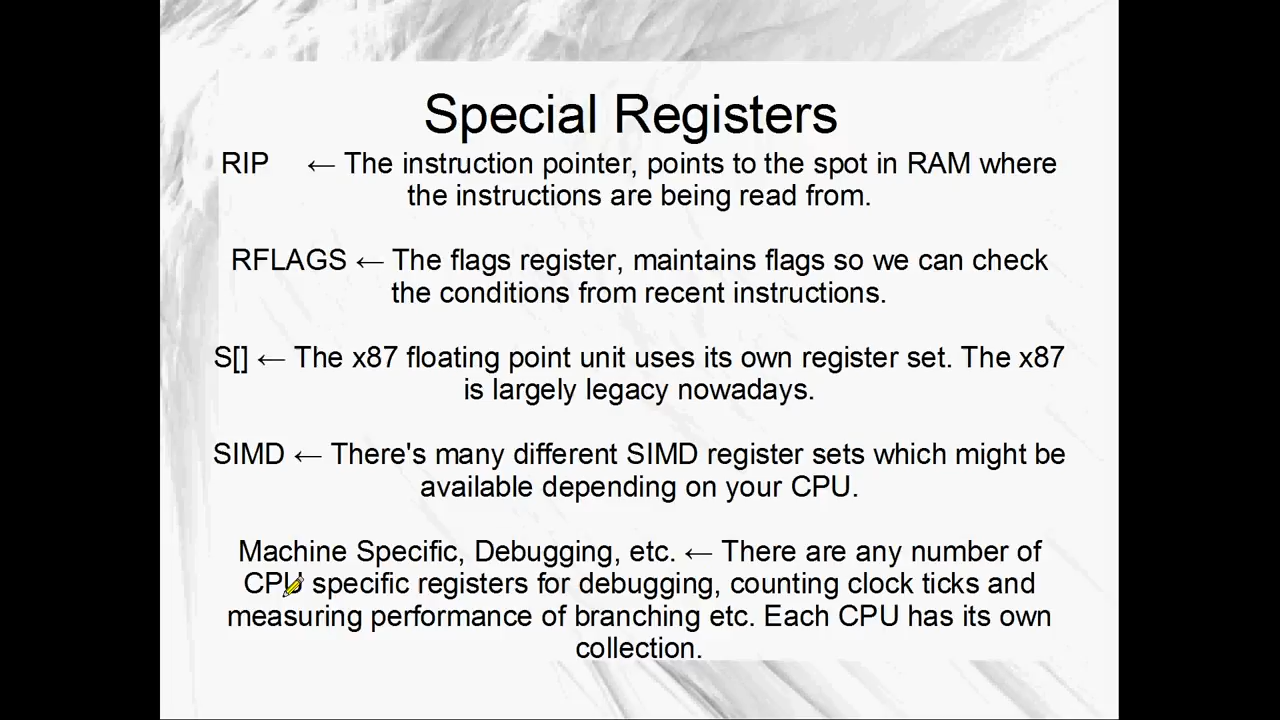 Special Registers
RIP ← The instruction pointer, points to the spot in RAM where
the instructions are being read from.
RFLAGS ← The flags register, maintains flags so we can check
the conditions from recent instructions.
S[] ← The x87 floating point unit uses its own register set. The x87
is largely legacy nowadays.
SIMD ← There's many different SIMD register sets which might be
available depending on your CPU.
Machine Specific, Debugging, etc. ← There are any number of
CPU specific registers for debugging, counting clock ticks and
measuring performance of branching etc. Each CPU has its own
collection.